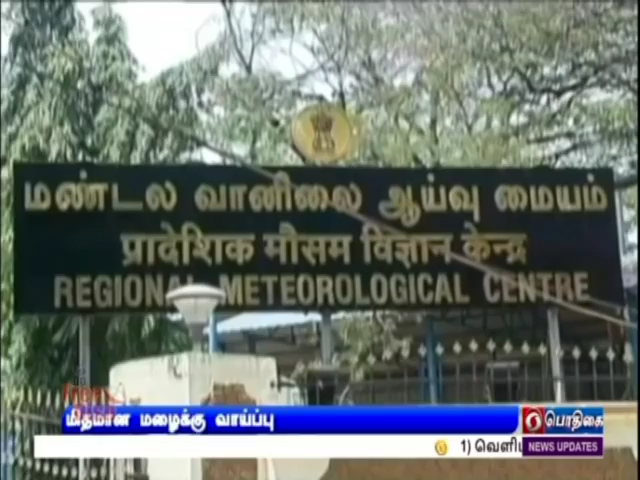 மண்டல வானிலை ஆய்வு மையம்
प्रादेशिक मौसम विज्ञान केन्द्र
REGIONAL METEOROLOGICAL CENTRE
மிதமான மழைக்கு வாய்ப்பு
பொதிகை
1) வெளி
NEWS UPDATES